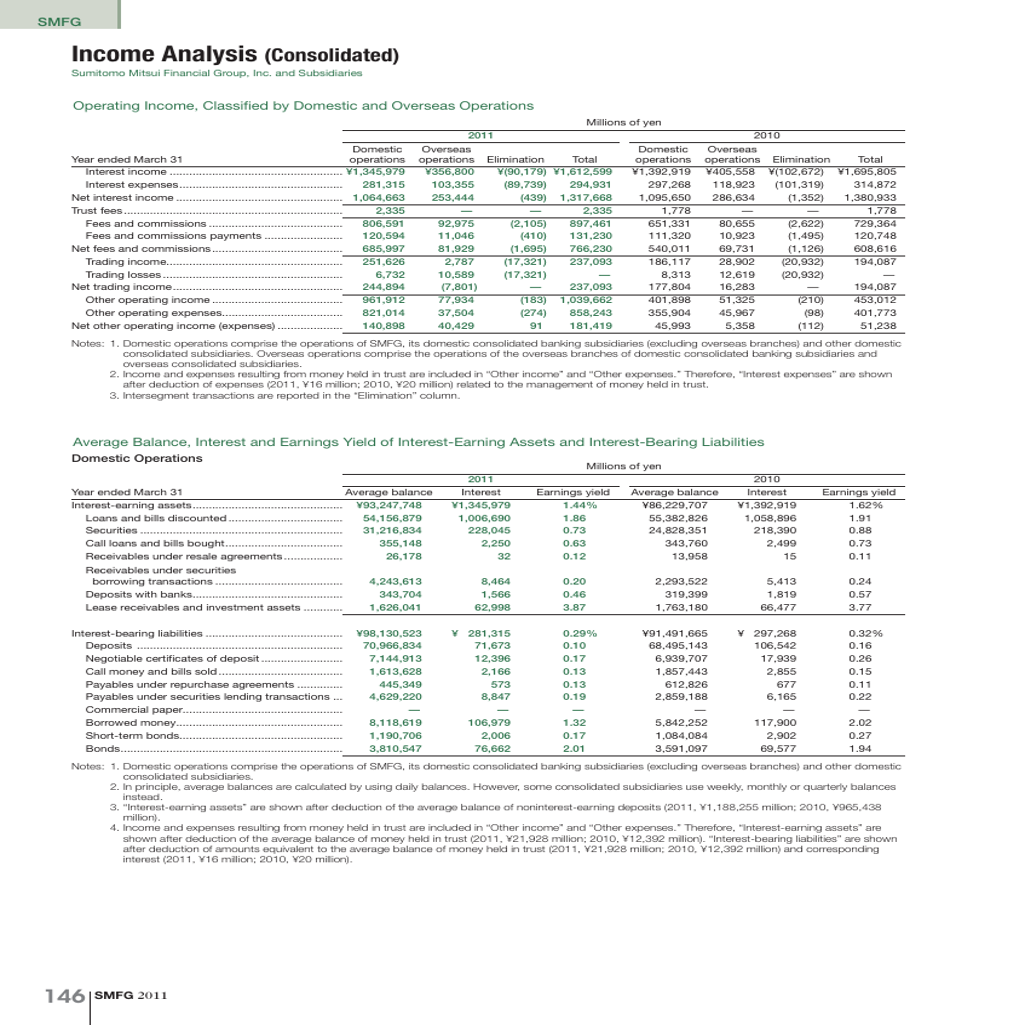 SMFG
Income Analysis (Consolidated)
Sumitomo Mitsui Financial Group, Inc. and Subsidiaries
Operating Income, Classified by Domestic and Overseas Operations
Millions of yen
2011 2010
Domestic Overseas Domestic Overseas
Year ended March 31 operations operations Elimination Total operations operations Elimination Total
Interest income ¥1,345,979 ¥356,800 ¥(90,179) ¥1,612,599 ¥1,392,919 ¥405,558 ¥(102,672) ¥1,695,805
Interest expenses 281,315 103,355 (89,739) 294,931 297,268 118,923 (101,319) 314,872
Net interest income 1,064,663 253,444 (439) 1,317,668 1,095,650 286,634 (1,352) 1,380,933
Trust fees 2,335 — — 2,335 1,778 — — 1,778
Fees and commissions 806,591 92,975 (2,105) 897,461 651,331 80,655 (2,622) 729,364
Fees and commissions payments 120,594 11,046 (410) 131,230 111,320 10,923 (1,495) 120,748
Net fees and commissions 685,997 81,929 (1,695) 766,230 540,011 69,731 (1,126) 608,616
Trading income 251,626 2,787 (17,321) 237,093 186,117 28,902 (20,932) 194,087
Trading losses 6,732 10,589 (17,321) — 8,313 12,619 (20,932) —
Net trading income 244,894 (7,801) — 237,093 177,804 16,283 — 194,087
Other operating income 961,912 77,934 (183) 1,039,662 401,898 51,325 (210) 453,012
Other operating expenses 821,014 37,504 (274) 858,243 355,904 45,967 (98) 401,773
Net other operating income (expenses) 140,898 40,429 91 181,419 45,993 5,358 (112) 51,238
Notes: 1. Domestic operations comprise the operations of SMFG, its domestic consolidated banking subsidiaries (excluding overseas branches) and other domestic
consolidated subsidiaries. Overseas operations comprise the operations of the overseas branches of domestic consolidated banking subsidiaries and
overseas consolidated subsidiaries.
2. Income and expenses resulting from money held in trust are included in “Other income” and “Other expenses.” Therefore, “Interest expenses” are shown
after deduction of expenses (2011, ¥16 million; 2010, ¥20 million) related to the management of money held in trust.
3. Intersegment transactions are reported in the “Elimination” column.
Average Balance, Interest and Earnings Yield of Interest-Earning Assets and Interest-Bearing Liabilities
Domestic Operations
Millions of yen
2011 2010
Year ended March 31 Average balance Interest Earnings yield Average balance Interest Earnings yield
Interest-earning assets ¥93,247,748 ¥1,345,979 1.44% ¥86,229,707 ¥1,392,919 1.62%
Loans and bills discounted 54,156,879 1,006,690 1.86 55,382,826 1,058,896 1.91
Securities 31,216,834 228,045 0.73 24,828,351 218,390 0.88
Call loans and bills bought 355,148 2,250 0.63 343,760 2,499 0.73
Receivables under resale agreements 26,178 32 0.12 13,958 15 0.11
Receivables under securities
borrowing transactions 4,243,613 8,464 0.20 2,293,522 5,413 0.24
Deposits with banks 343,704 1,566 0.46 319,399 1,819 0.57
Lease receivables and investment assets 1,626,041 62,998 3.87 1,763,180 66,477 3.77
Interest-bearing liabilities ¥98,130,523 ¥ 281,315 0.29% ¥91,491,665 ¥ 297,268 0.32%
Deposits 70,966,834 71,673 0.10 68,495,143 106,542 0.16
Negotiable certificates of deposit 7,144,913 12,396 0.17 6,939,707 17,939 0.26
Call money and bills sold 1,613,628 2,166 0.13 1,857,443 2,855 0.15
Payables under repurchase agreements 445,349 573 0.13 612,826 677 0.11
Payables under securities lending transactions 4,629,220 8,847 0.19 2,859,188 6,165 0.22
Commercial paper — — — — — —
Borrowed money 8,118,619 106,979 1.32 5,842,252 117,900 2.02
Short-term bonds 1,190,706 2,006 0.17 1,084,084 2,902 0.27
Bonds 3,810,547 76,662 2.01 3,591,097 69,577 1.94
Notes: 1. Domestic operations comprise the operations of SMFG, its domestic consolidated banking subsidiaries (excluding overseas branches) and other domestic
consolidated subsidiaries.
2. In principle, average balances are calculated by using daily balances. However, some consolidated subsidiaries use weekly, monthly or quarterly balances
instead.
3. “Interest-earning assets” are shown after deduction of the average balance of noninterest-earning deposits (2011, ¥1,188,255 million; 2010, ¥965,438
million).
4. Income and expenses resulting from money held in trust are included in “Other income” and “Other expenses.” Therefore, “Interest-earning assets” are
shown after deduction of the average balance of money held in trust (2011, ¥21,928 million; 2010, ¥12,392 million). “Interest-bearing liabilities” are shown
after deduction of amounts equivalent to the average balance of money held in trust (2011, ¥21,928 million; 2010, ¥12,392 million) and corresponding
interest (2011, ¥16 million; 2010, ¥20 million).
146 SMFG 2011